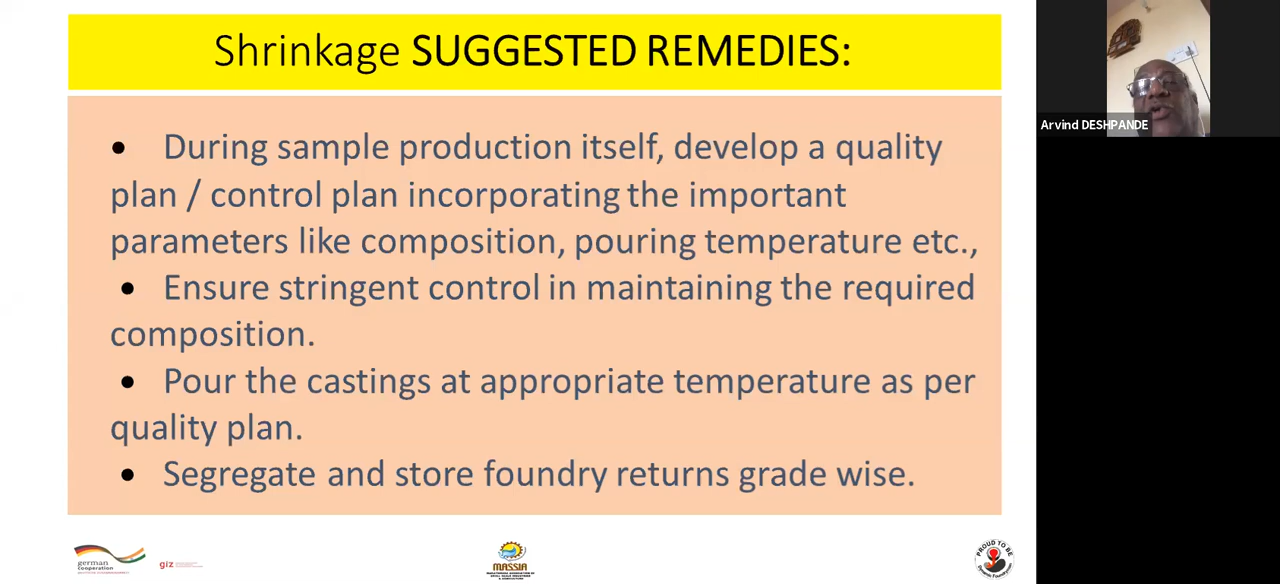 Shrinkage SUGGESTED REMEDIES:
• During sample production itself, develop a quality
plan / control plan incorporating the important
parameters like composition, pouring temperature etc.,
• Ensure stringent control in maintaining the required
composition.
• Pour the castings at appropriate temperature as per
quality plan.
• Segregate and store foundry returns grade wise.
Arvind DESHPANDE
german
cooperation
giz
MASSIA
PROUD TO BE